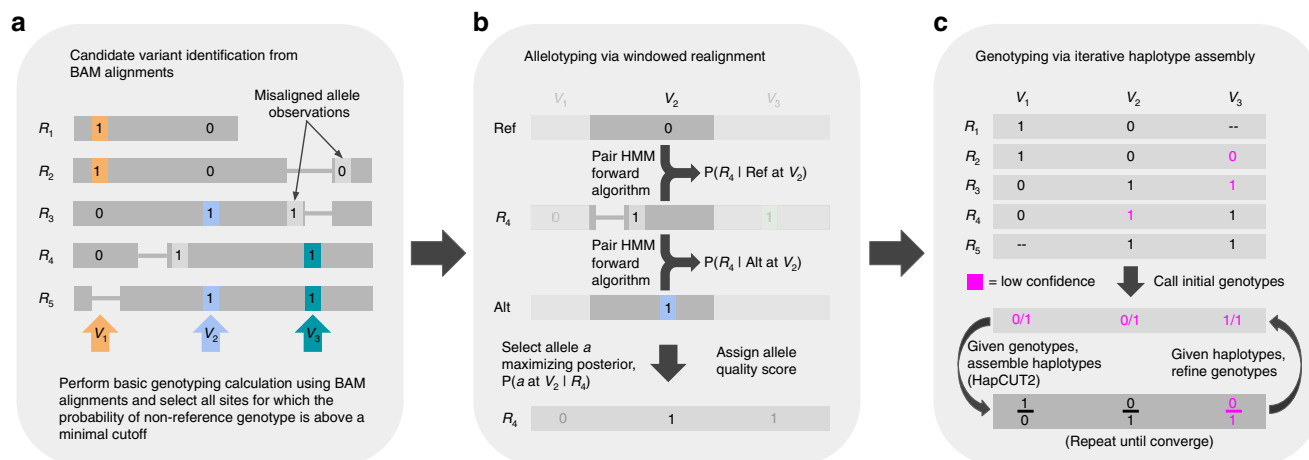 a
Candidate variant identification from
BAM alignments
Misaligned allele
observations
R1 1 0
R2 1 0 0
R3 0 1 1
R4 0 1 1
R5 1 1
V1 V2 V3
Perform basic genotyping calculation using BAM
alignments and select all sites for which the
probability of non-reference genotype is above a
minimal cutoff
b
Allelotyping via windowed realignment
V1 V2 V3
Ref 0
Pair HMM
forward
algorithm
P(R4 | Ref at V2)
R4 0 1 1
Pair HMM
forward
algorithm
P(R4 | Alt at V2)
Alt 1
Select allele a
maximizing posterior,
P(a at V2 | R4)
Assign allele
quality score
R4 0 1 1
c
Genotyping via iterative haplotype assembly
V1 V2 V3
R1 1 0 --
R2 1 0 0
R3 0 1 1
R4 0 1 1
R5 -- 1 1
= low confidence
Call initial genotypes
0/1 0/1 1/1
Given genotypes,
assemble haplotypes
(HapCUT2)
Given haplotypes,
refine genotypes
1 0 0
0 1 1
(Repeat until converge)